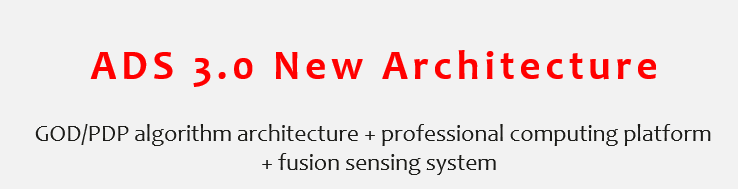 ADS 3.0 New Architecture
GOD/PDP algorithm architecture + professional computing platform
+ fusion sensing system